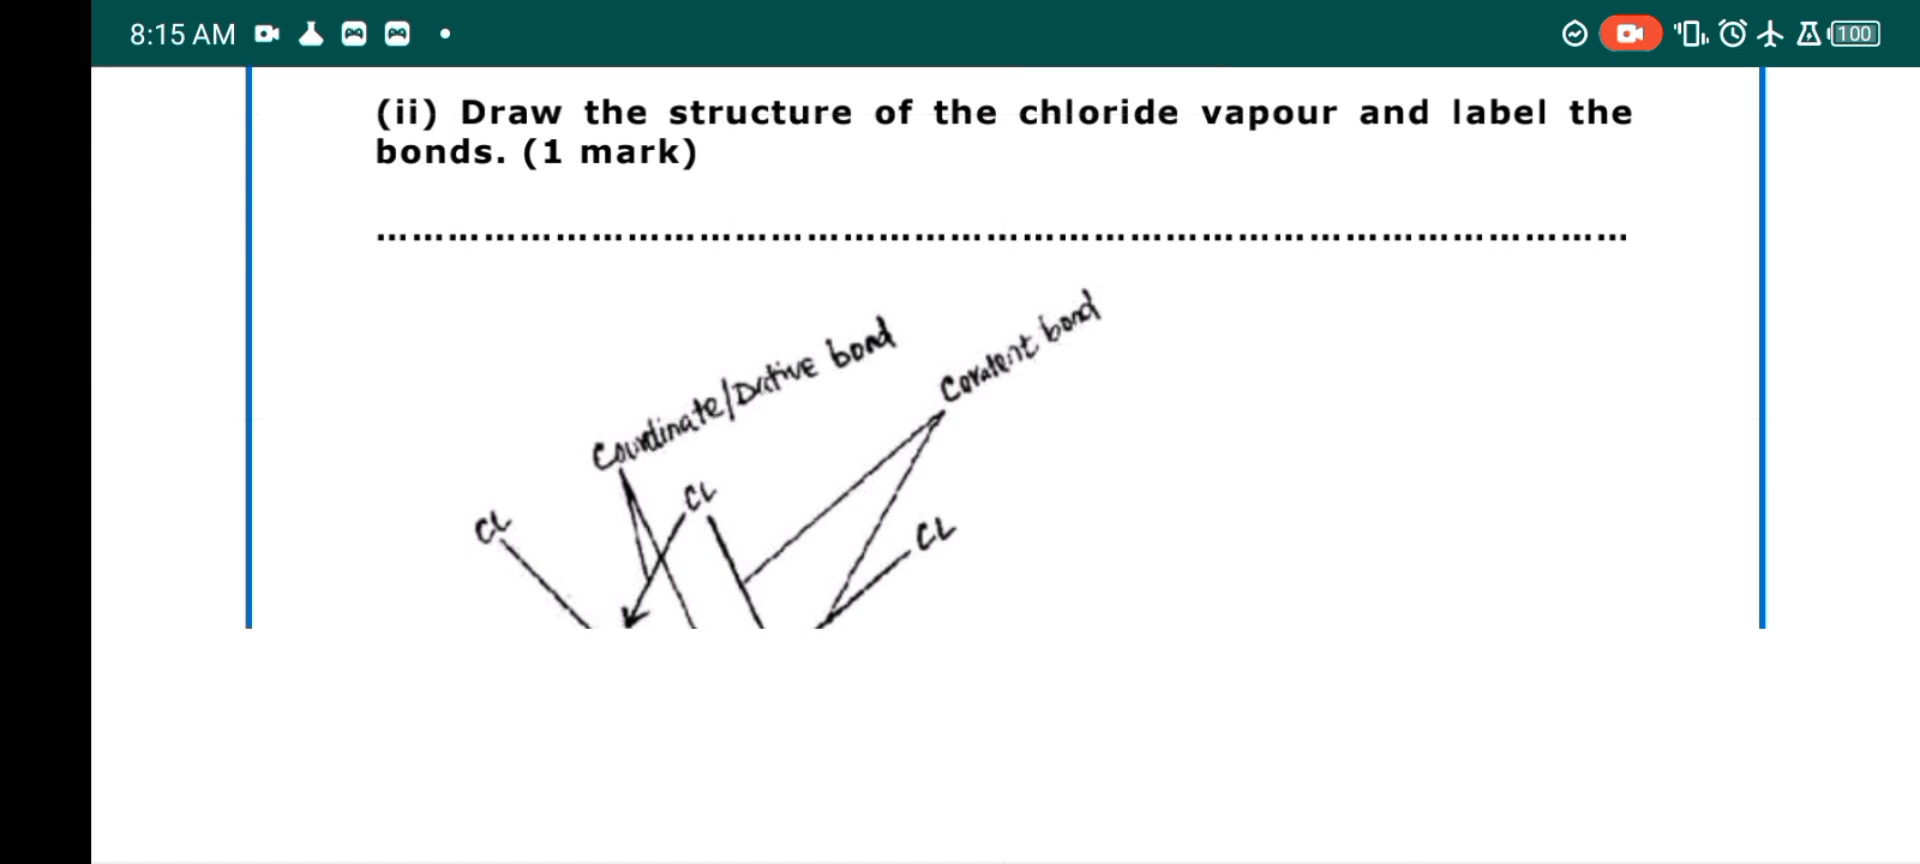 8:15 AM
100
(ii) Draw the structure of the chloride vapour and label the
bonds. (1 mark)
Coordinate/Dative bond
Covalent bond
CL
CL
CL